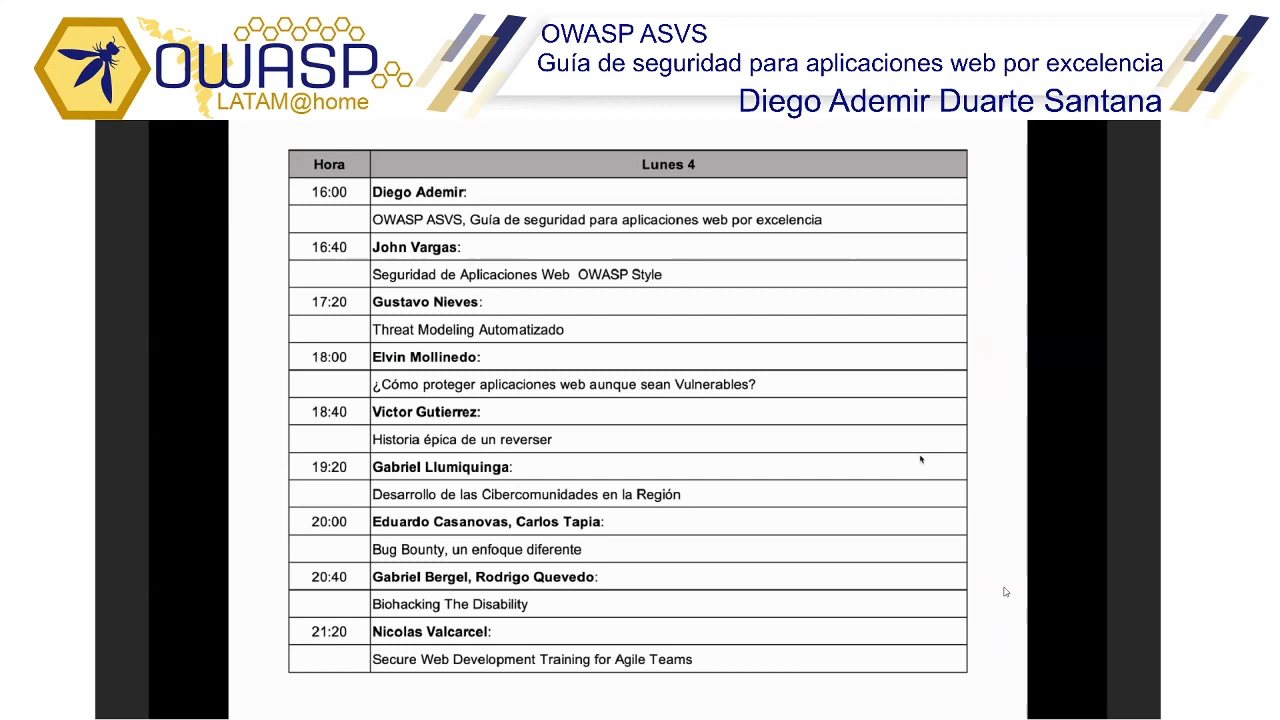 OWASP
LATAM@home
OWASP ASVS
Guía de seguridad para aplicaciones web por excelencia
Diego Ademir Duarte Santana
Hora Lunes 4
16:00 Diego Ademir:
OWASP ASVS, Guía de seguridad para aplicaciones web por excelencia
16:40 John Vargas:
Seguridad de Aplicaciones Web OWASP Style
17:20 Gustavo Nieves:
Threat Modeling Automatizado
18:00 Elvin Mollinedo:
¿Cómo proteger aplicaciones web aunque sean Vulnerables?
18:40 Victor Gutierrez:
Historia épica de un reverser
19:20 Gabriel Llumiquinga:
Desarrollo de las Cibercomunidades en la Región
20:00 Eduardo Casanovas, Carlos Tapia:
Bug Bounty, un enfoque diferente
20:40 Gabriel Bergel, Rodrigo Quevedo:
Biohacking The Disability
21:20 Nicolas Valcarcel:
Secure Web Development Training for Agile Teams